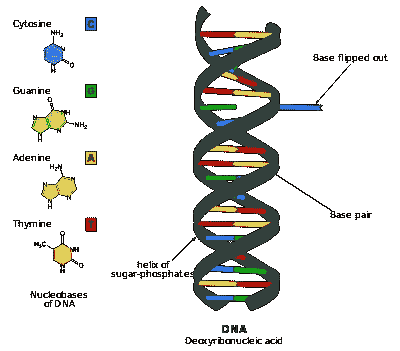 Cytosine C
NH₂
N
N
H
O
Guanine G
O
N
NH
N
H
N
NH₂
Adenine A
H₂N
N
N
N
N
H
Thymine
O
H₃C
NH
N
H
O
Nucleobases
of DNA
Base flipped out
Base pair
helix of
sugar-phosphates
DNA
Deoxyribonucleic acid